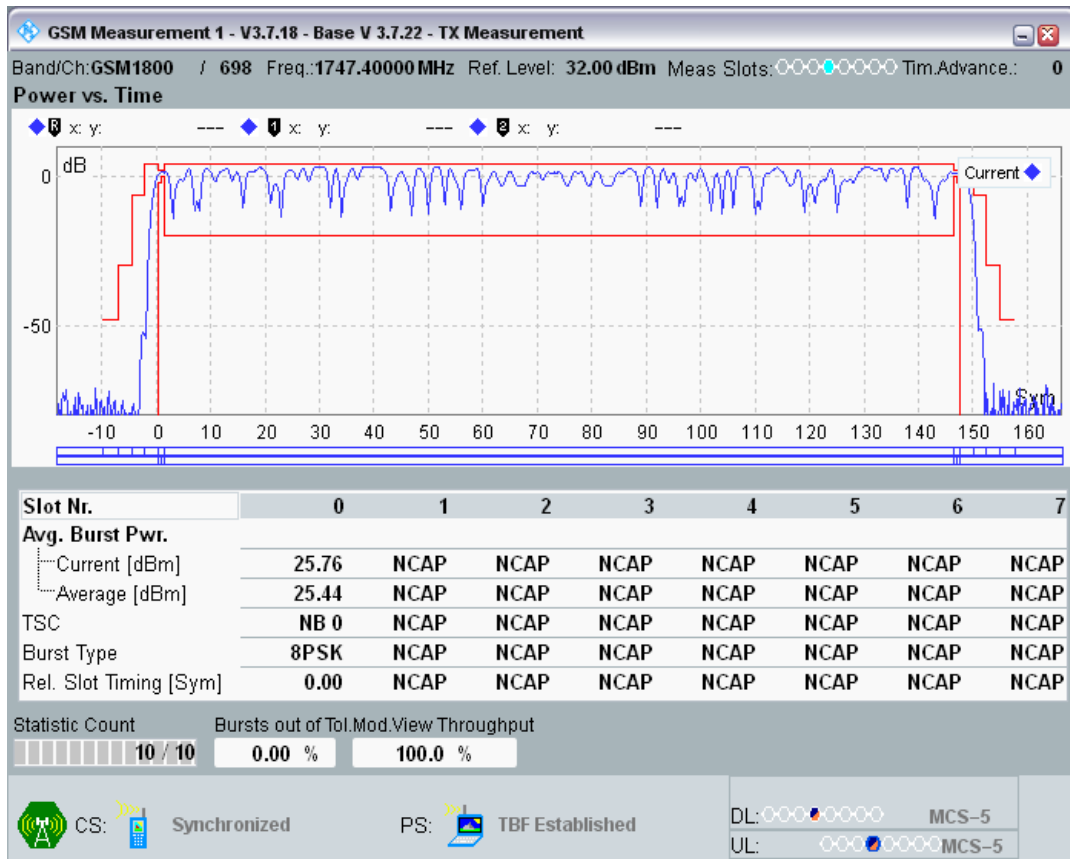 GSM Measurement 1 - V3.7.18 - Base V 3.7.22 - TX Measurement
Band/Ch:GSM1800 / 698 Freq.:1747.40000 MHz Ref. Level: 32.00 dBm Meas Slots: Tim.Advance.: 0
Power vs. Time
R x: y: --- 1 x: y: --- 2 x: y: ---
dB
Current
0
-50
Sym
-10 0 10 20 30 40 50 60 70 80 90 100 110 120 130 140 150 160
Slot Nr. 0 1 2 3 4 5 6 7
Avg. Burst Pwr.
Current [dBm] 25.76 NCAP NCAP NCAP NCAP NCAP NCAP NCAP
Average [dBm] 25.44 NCAP NCAP NCAP NCAP NCAP NCAP NCAP
TSC NB 0 NCAP NCAP NCAP NCAP NCAP NCAP NCAP
Burst Type 8PSK NCAP NCAP NCAP NCAP NCAP NCAP NCAP
Rel. Slot Timing [Sym] 0.00 NCAP NCAP NCAP NCAP NCAP NCAP NCAP
Statistic Count Bursts out of Tol.Mod.View Throughput
10 / 10 0.00 % 100.0 %
CS: Synchronized PS: TBF Established
DL: MCS-5
UL: MCS-5